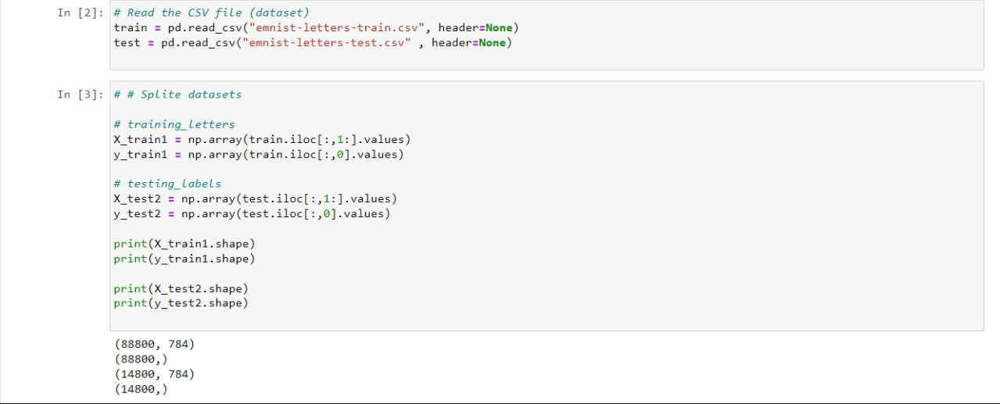 In [2]: # Read the CSV file (dataset)
train = pd.read_csv("emnist-letters-train.csv", header=None)
test = pd.read_csv("emnist-letters-test.csv" , header=None)
In [3]: # # Splite datasets
# training_letters
X_train1 = np.array(train.iloc[:,1:].values)
y_train1 = np.array(train.iloc[:,0].values)
# testing_labels
X_test2 = np.array(test.iloc[:,1:].values)
y_test2 = np.array(test.iloc[:,0].values)
print(X_train1.shape)
print(y_train1.shape)
print(X_test2.shape)
print(y_test2.shape)
(88800, 784)
(88800,)
(14800, 784)
(14800,)